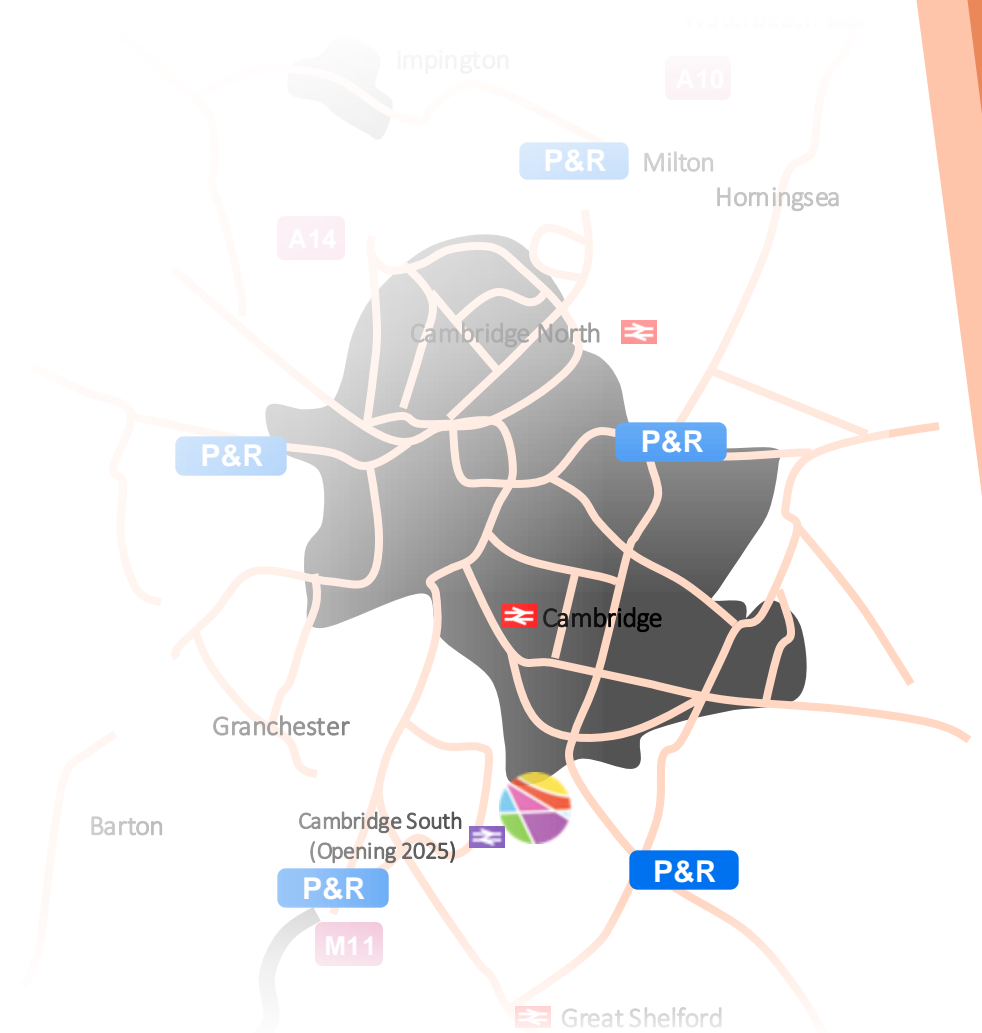 Impington
A10
P&R
Milton
Horningsea
A14
Cambridge North
P&R
P&R
Cambridge
Granchester
Barton
Cambridge South
(Opening 2025)
P&R
P&R
M11
Great Shelford